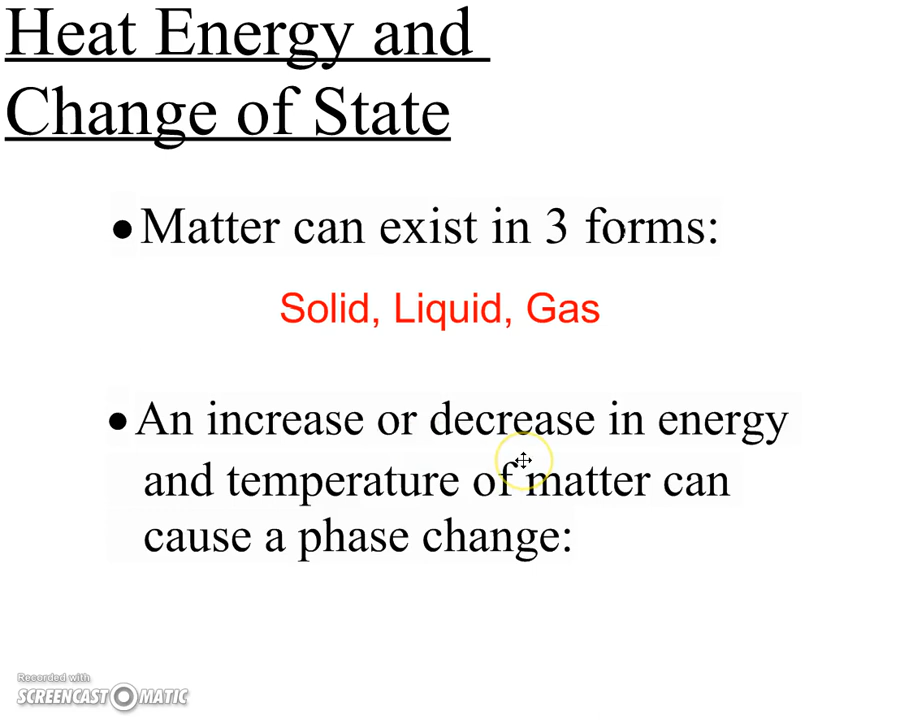 Heat Energy and
Change of State
•Matter can exist in 3 forms:
Solid, Liquid, Gas
•An increase or decrease in energy
and temperature of matter can
cause a phase change:
Recorded with
SCREENCAST-O-MATIC